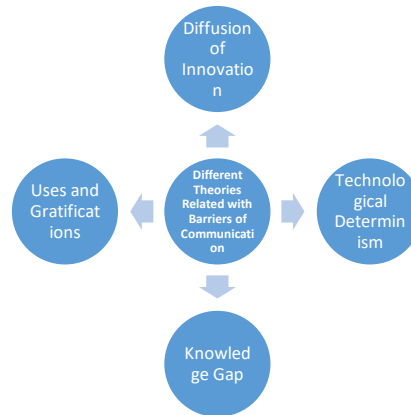 Diffusion
of
Innovatio
n
Uses and
Gratificat
ions
Different
Theories
Related with
Barriers of
Communicati
on
Technolo
gical
Determin
ism
Knowled
ge Gap